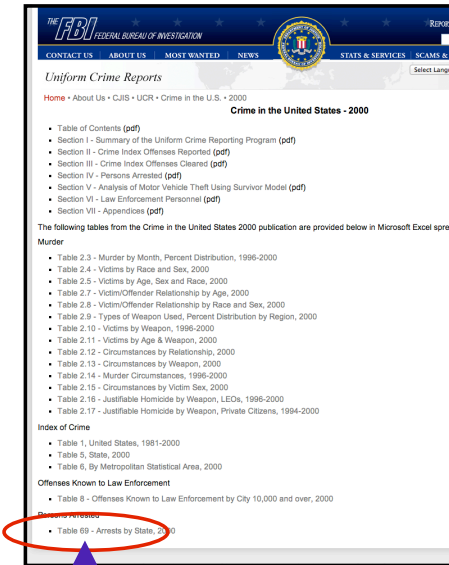 THE FBI FEDERAL BUREAU OF INVESTIGATION
CONTACT US ABOUT US MOST WANTED NEWS STATS & SERVICES SCAMS &
Uniform Crime Reports
Home • About Us • CJIS • UCR • Crime in the U.S. • 2000
Crime in the United States - 2000
Table of Contents (pdf)
Section I - Summary of the Uniform Crime Reporting Program (pdf)
Section II - Crime Index Offenses Reported (pdf)
Section III - Crime Index Offenses Cleared (pdf)
Section IV - Persons Arrested (pdf)
Section V - Analysis of Motor Vehicle Theft Using Survivor Model (pdf)
Section VI - Law Enforcement Personnel (pdf)
Section VII - Appendices (pdf)
The following tables from the Crime in the United States 2000 publication are provided below in Microsoft Excel spre
Murder
Table 2.3 - Murder by Month, Percent Distribution, 1996-2000
Table 2.4 - Victims by Race and Sex, 2000
Table 2.5 - Victims by Age, Sex and Race, 2000
Table 2.7 - Victim/Offender Relationship by Age, 2000
Table 2.8 - Victim/Offender Relationship by Race and Sex, 2000
Table 2.9 - Types of Weapon Used, Percent Distribution by Region, 2000
Table 2.10 - Victims by Weapon, 1996-2000
Table 2.11 - Victims by Age & Weapon, 2000
Table 2.12 - Circumstances by Relationship, 2000
Table 2.13 - Circumstances by Weapon, 2000
Table 2.14 - Murder Circumstances, 1996-2000
Table 2.15 - Circumstances by Victim Sex, 2000
Table 2.16 - Justifiable Homicide by Weapon, LEOs, 1996-2000
Table 2.17 - Justifiable Homicide by Weapon, Private Citizens, 1994-2000
Index of Crime
Table 1, United States, 1981-2000
Table 5, State, 2000
Table 6, By Metropolitan Statistical Area, 2000
Offenses Known to Law Enforcement
Table 8 - Offenses Known to Law Enforcement by City 10,000 and over, 2000
Persons Arrested
Table 69 - Arrests by State, 2000